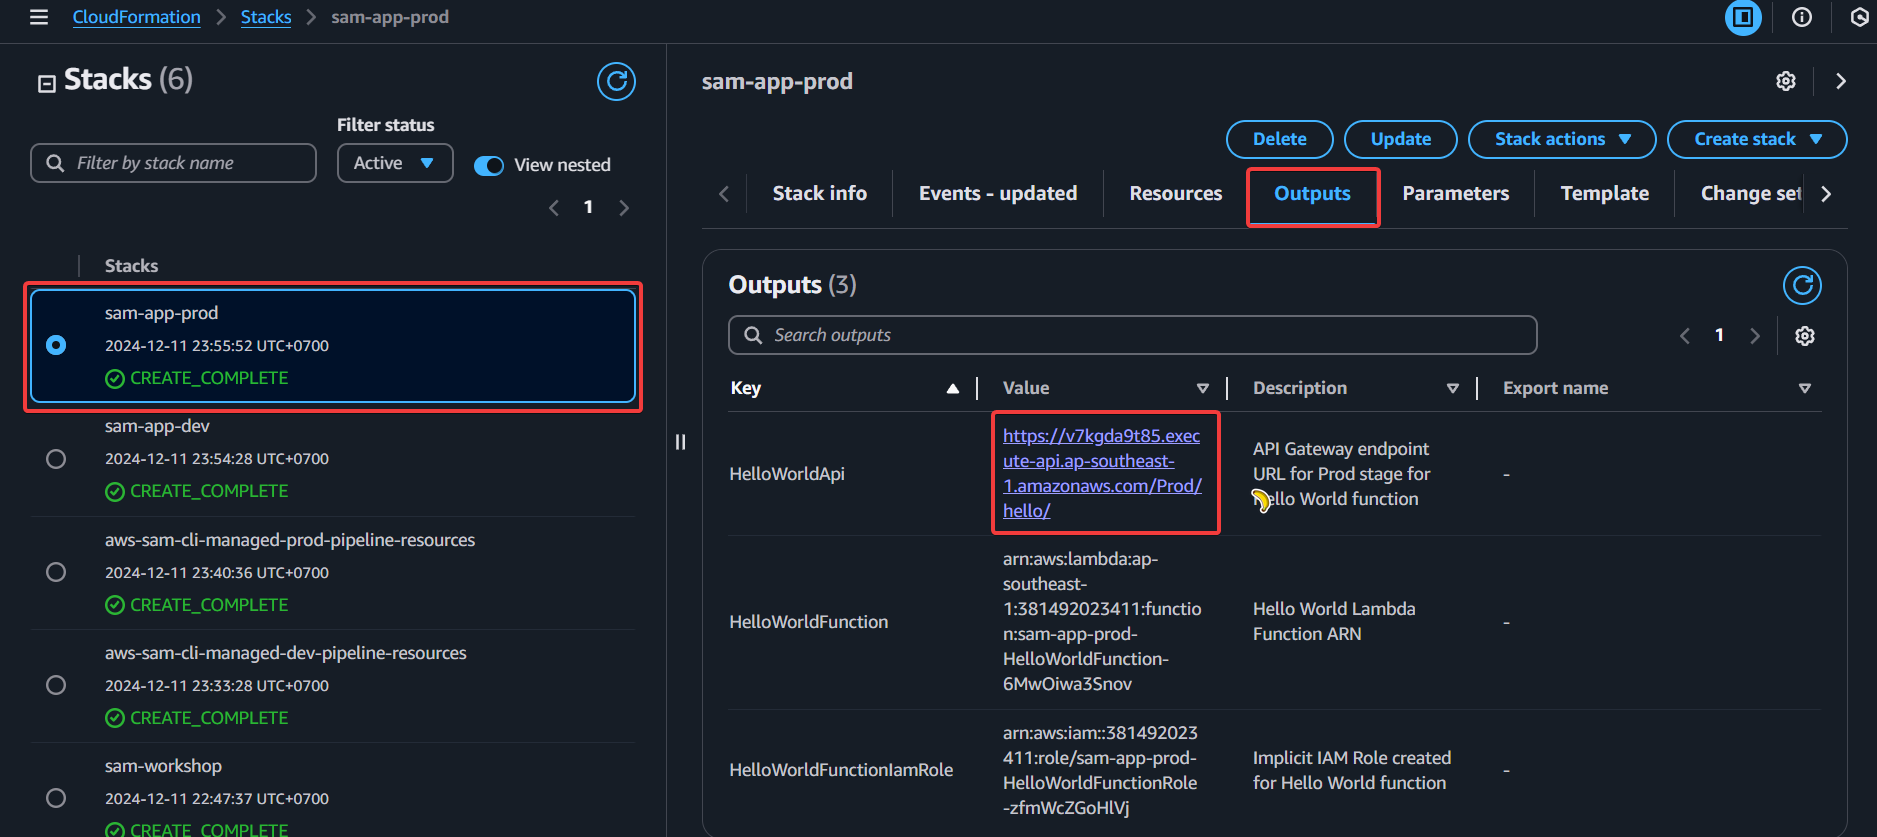 CloudFormation > Stacks > sam-app-prod
Stacks (6)
Filter status
Filter by stack name
Active
View nested
1
Stacks
sam-app-prod
2024-12-11 23:55:52 UTC+0700
CREATE_COMPLETE
sam-app-dev
2024-12-11 23:54:28 UTC+0700
CREATE_COMPLETE
aws-sam-cli-managed-prod-pipeline-resources
2024-12-11 23:40:36 UTC+0700
CREATE_COMPLETE
aws-sam-cli-managed-dev-pipeline-resources
2024-12-11 23:33:28 UTC+0700
CREATE_COMPLETE
sam-workshop
2024-12-11 22:47:37 UTC+0700
CREATE_COMPLETE
sam-app-prod
Delete
Update
Stack actions
Create stack
Stack info
Events - updated
Resources
Outputs
Parameters
Template
Change set
Outputs (3)
Search outputs
1
Key
Value
Description
Export name
HelloWorldApi
https://v7kgda9t85.exec
ute-api.ap-southeast-
1.amazonaws.com/Prod/
hello/
API Gateway endpoint
URL for Prod stage for
Hello World function
-
HelloWorldFunction
arn:aws:lambda:ap-
southeast-
1:381492023411:functio
n:sam-app-prod-
HelloWorldFunction-
6MwOiwa3Snov
Hello World Lambda
Function ARN
-
HelloWorldFunctionIamRole
arn:aws:iam::381492023
411:role/sam-app-prod-
HelloWorldFunctionRole
-zfmWcZGoHlVj
Implicit IAM Role created
for Hello World function
-